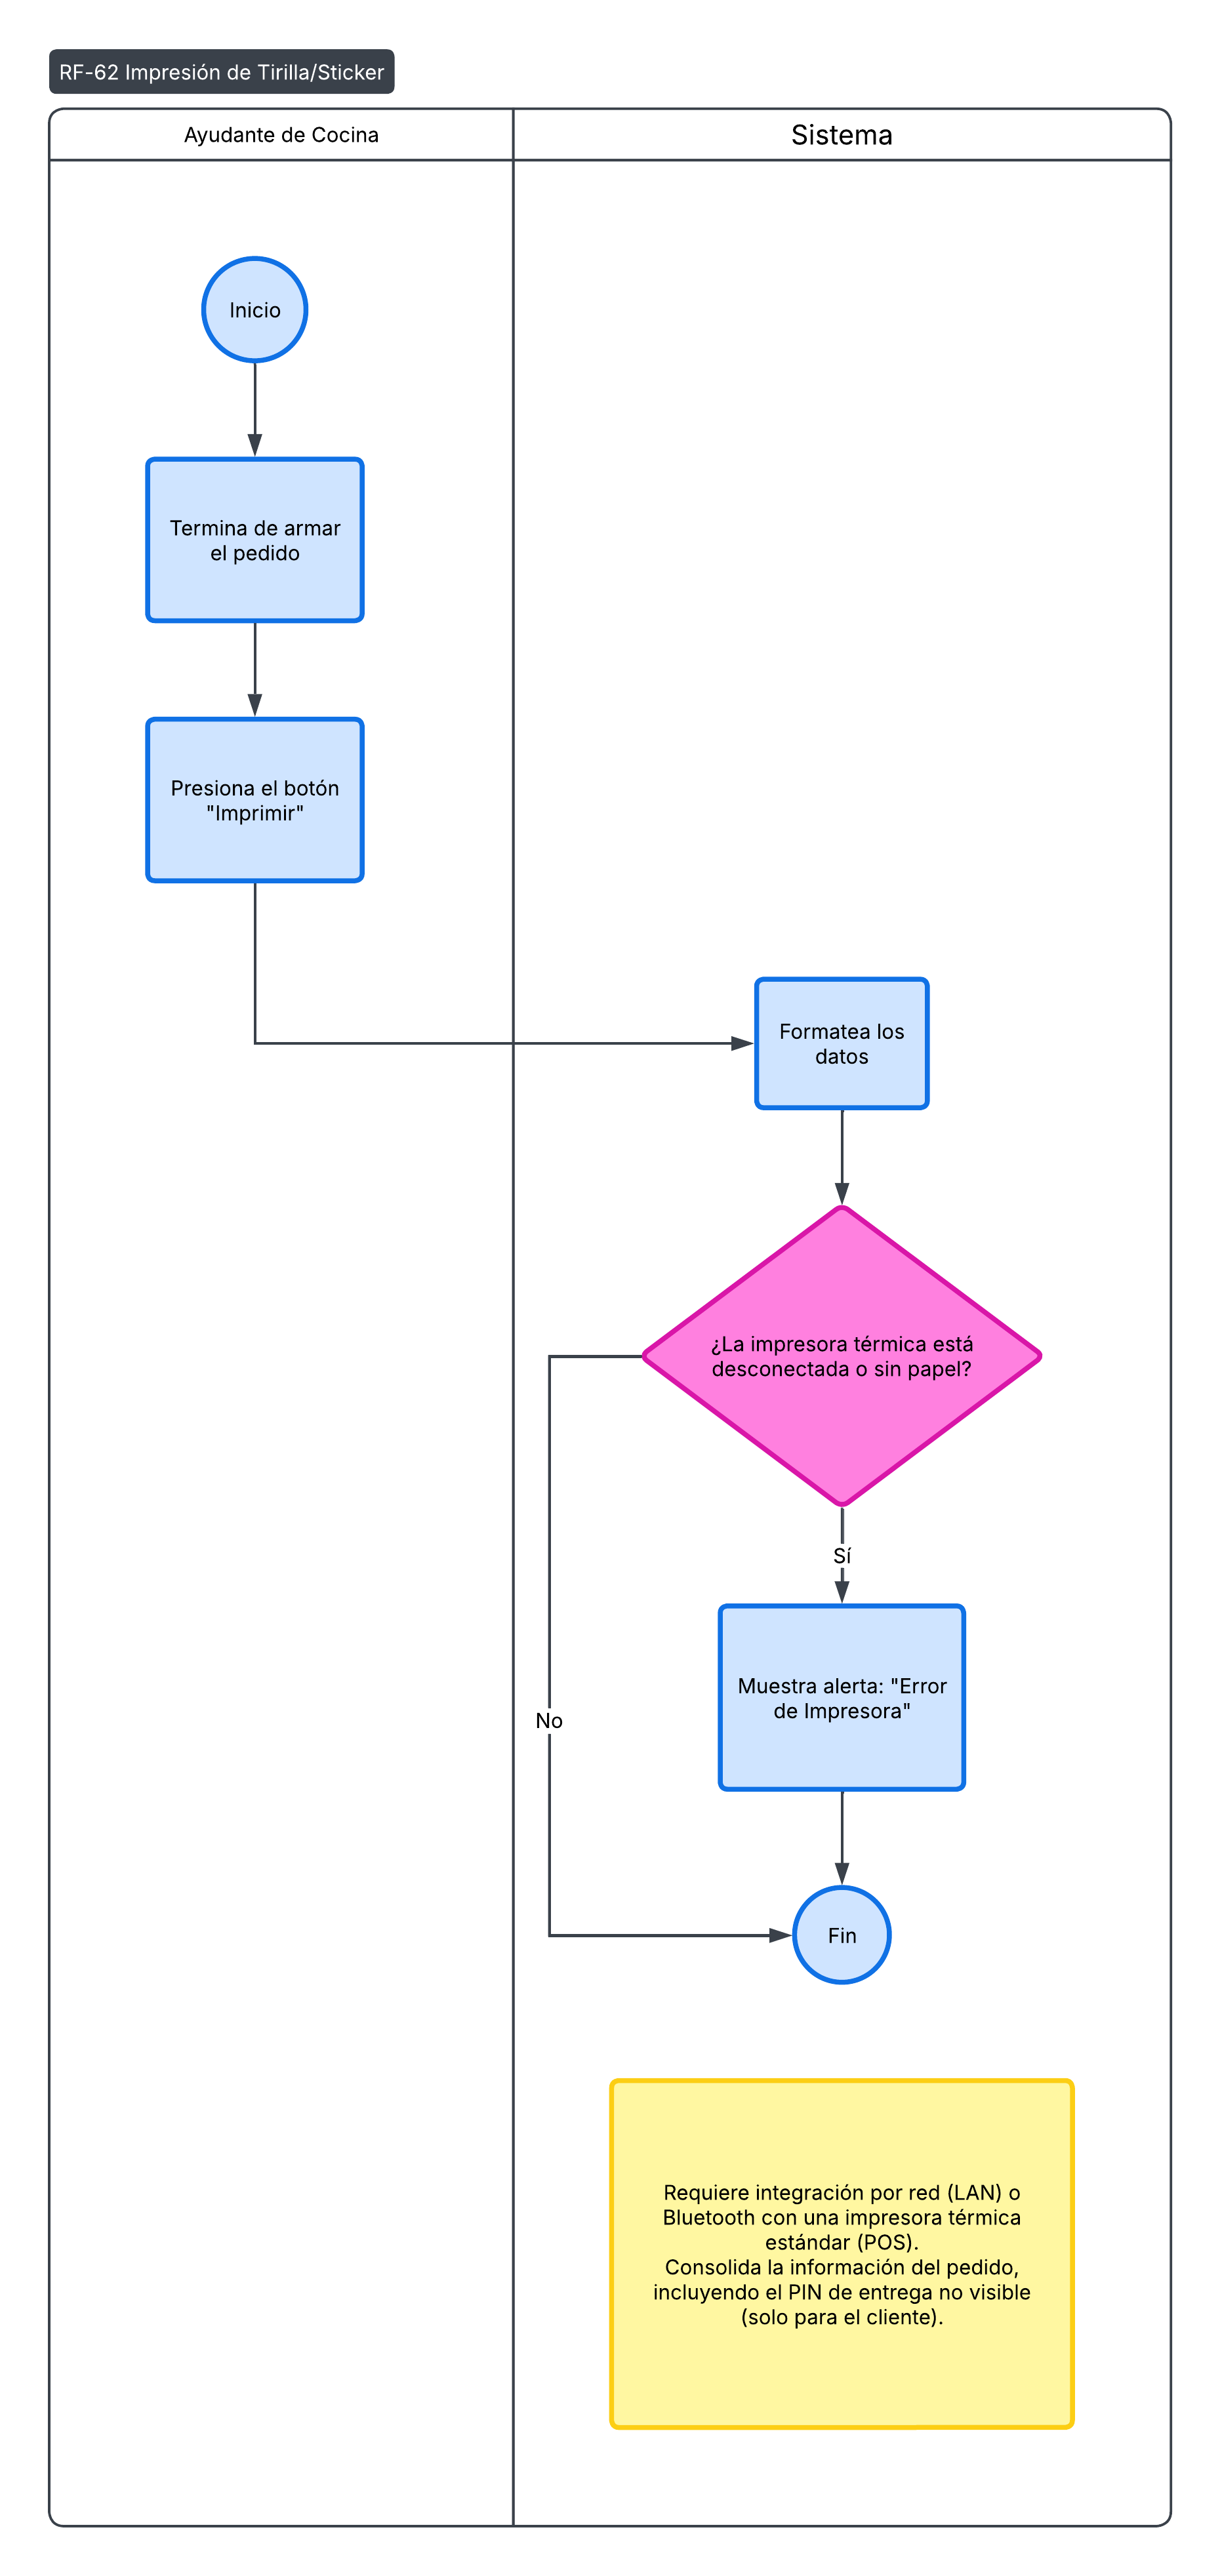 RF-62 Impresión de Tirilla/Sticker
Ayudante de Cocina
Sistema
Inicio
Termina de armar
el pedido
Presiona el botón
"Imprimir"
Formatea los
datos
¿La impresora térmica está
desconectada o sin papel?
Sí
Muestra alerta: "Error
de Impresora"
No
Fin
Requiere integración por red (LAN) o
Bluetooth con una impresora térmica
estándar (POS).
Consolida la información del pedido,
incluyendo el PIN de entrega no visible
(solo para el cliente).